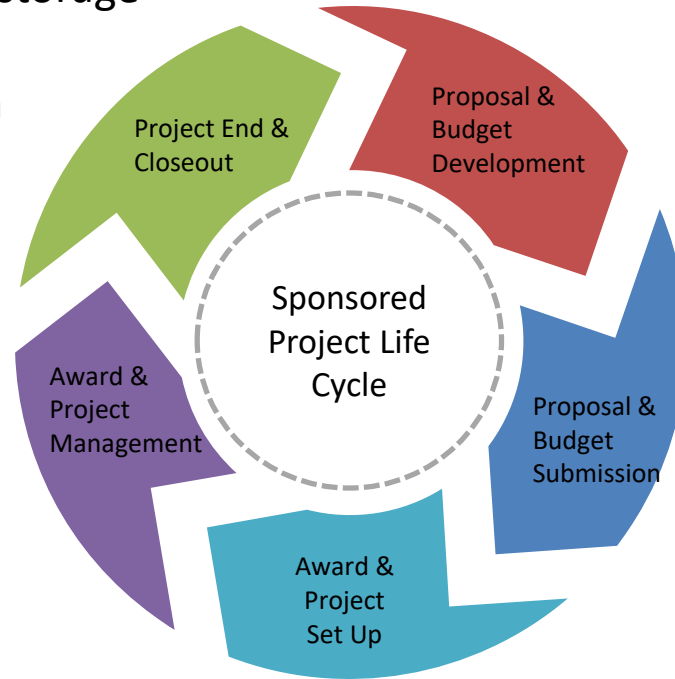 storage
Proposal &
Budget
Development
Proposal &
Budget
Submission
Award &
Project
Set Up
Award &
Project
Management
Project End &
Closeout
Sponsored
Project Life
Cycle